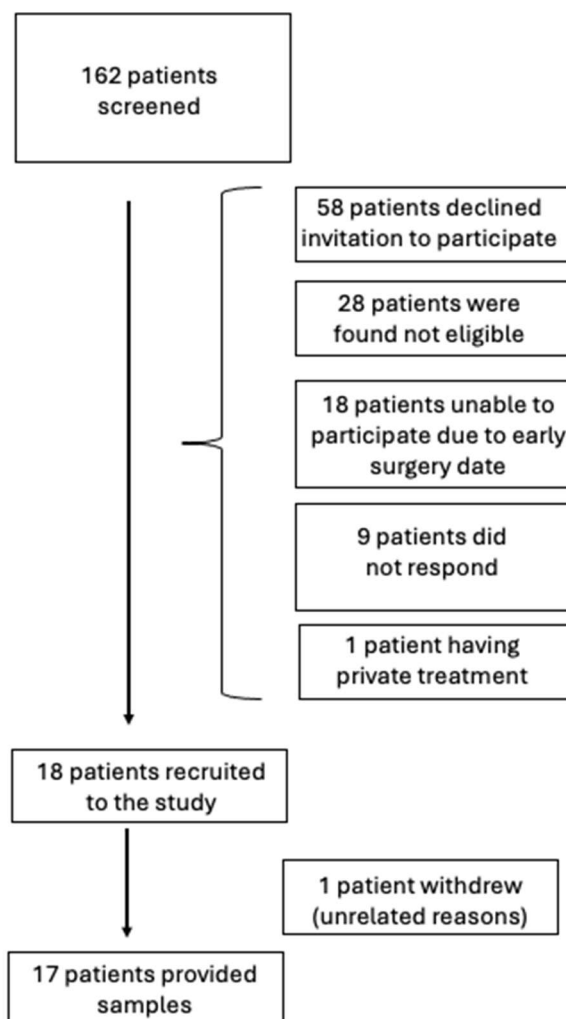 162 patients
screened
58 patients declined
invitation to participate
28 patients were
found not eligible
18 patients unable to
participate due to early
surgery date
9 patients did
not respond
1 patient having
private treatment
18 patients recruited
to the study
1 patient withdrew
(unrelated reasons)
17 patients provided
samples